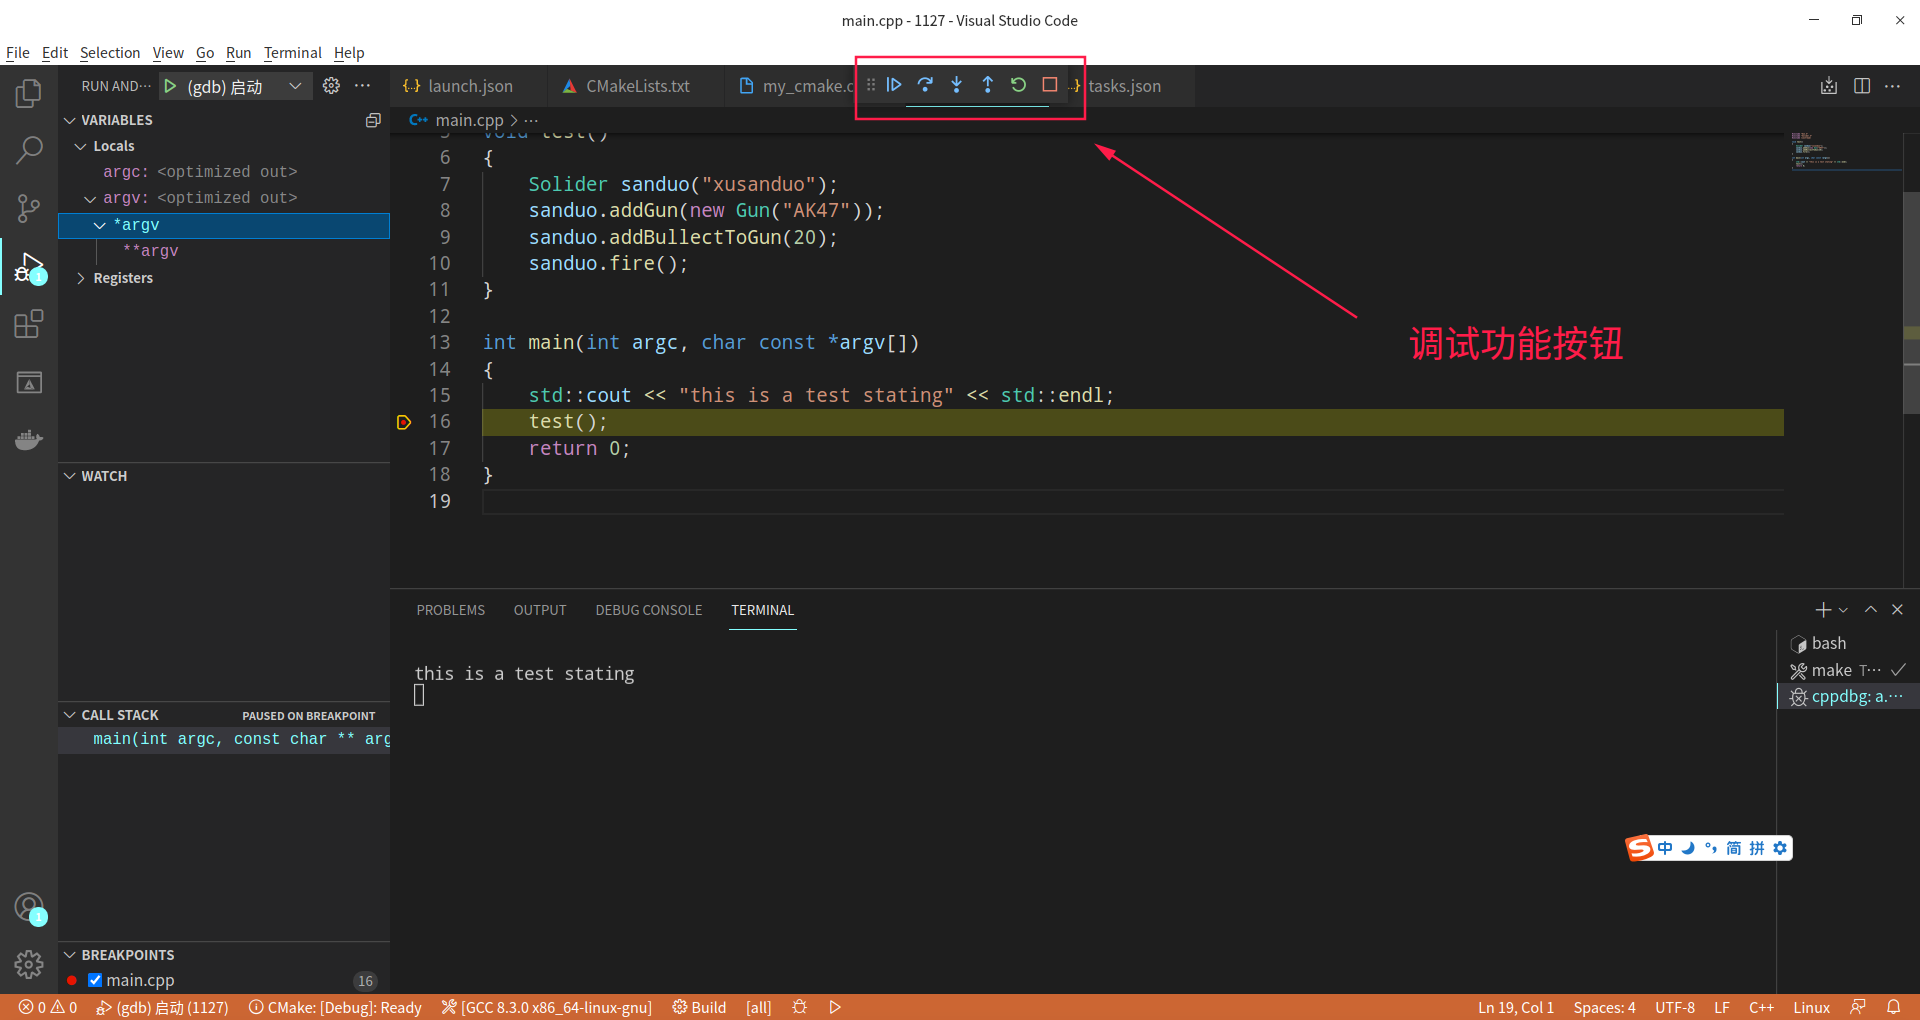 main.cpp - 1127 - Visual Studio Code
File Edit Selection View Go Run Terminal Help
RUN AND··· (gdb) 启动 ···
launch.json CMakeLists.txt my_cmake.c tasks.json
VARIABLES
Locals
argc: <optimized out>
argv: <optimized out>
*argv
**argv
Registers
WATCH
CALL STACK PAUSED ON BREAKPOINT
main(int argc, const char ** arg
BREAKPOINTS
main.cpp 16
1
1
C++ main.cpp > ···
5 void test()
6 {
7 Solider sanduo("xusanduo");
8 sanduo.addGun(new Gun("AK47"));
9 sanduo.addBullectToGun(20);
10 sanduo.fire();
11 }
12
13 int main(int argc, char const *argv[])
14 {
15 std::cout << "this is a test stating" << std::endl;
16 test();
17 return 0;
18 }
19
调试功能按钮
PROBLEMS OUTPUT DEBUG CONSOLE TERMINAL
this is a test stating
bash
make T···
cppdbg: a.···
中 简 拼
0 0 (gdb) 启动 (1127) CMake: [Debug]: Ready [GCC 8.3.0 x86_64-linux-gnu] Build [all] Ln 19, Col 1 Spaces: 4 UTF-8 LF C++ Linux